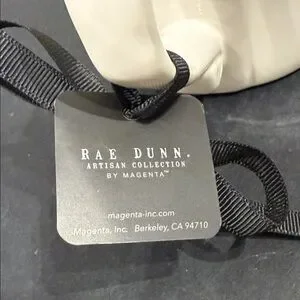 RAE DUNN.
ARTISAN COLLECTION
BY MAGENTA™
magenta-inc.com
Magenta, Inc. Berkeley, CA 94710